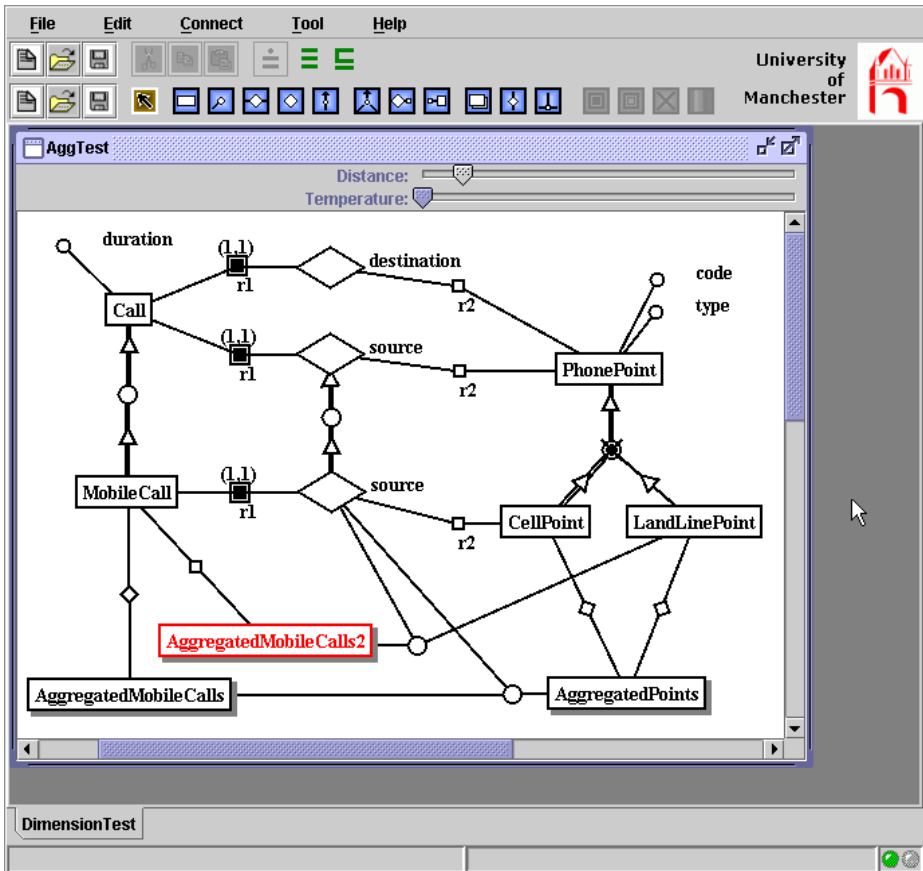 File Edit Connect Tool Help
University
of
Manchester
AggTest
Distance:
Temperature:
duration
(1,1)
r1
destination
r2
code
type
Call
(1,1)
r1
source
r2
PhonePoint
MobileCall
(1,1)
r1
source
r2
CellPoint
LandLinePoint
AggregatedMobileCalls2
AggregatedMobileCalls
AggregatedPoints
DimensionTest